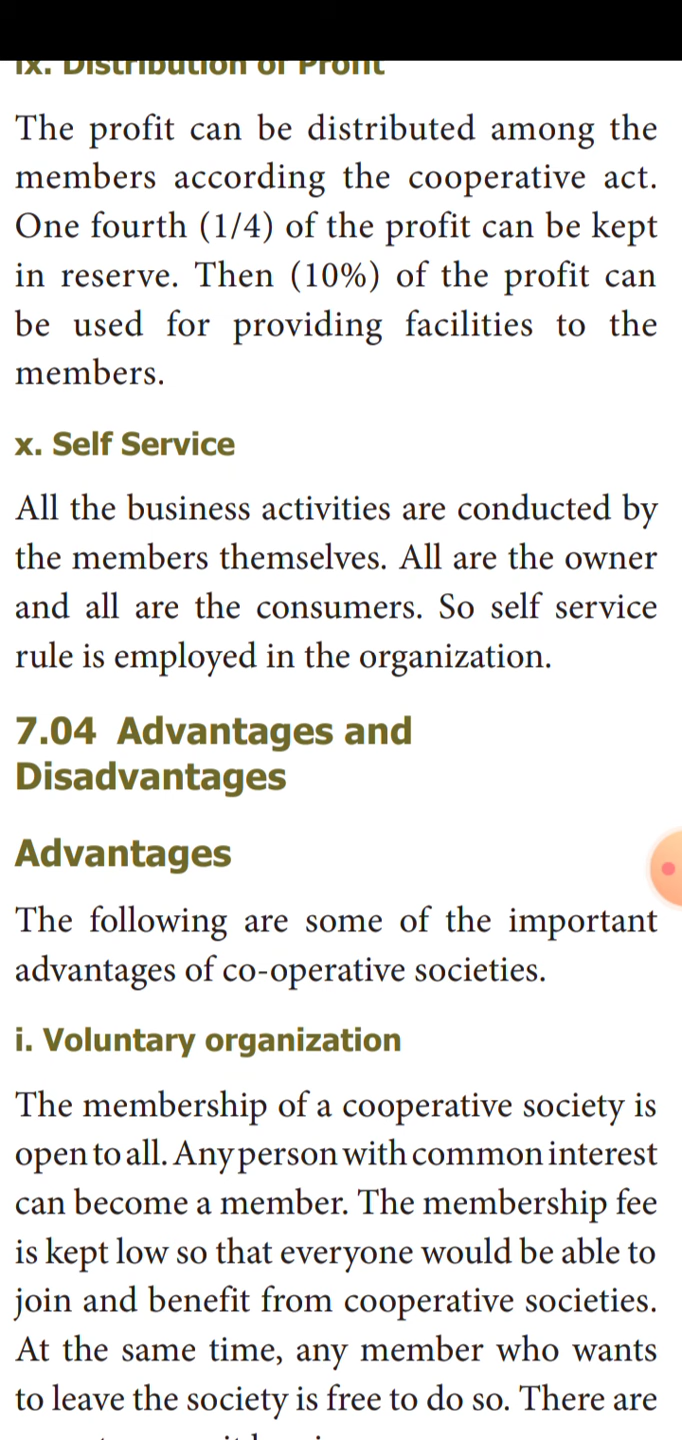 ix. Distribution of Profit
The profit can be distributed among the
members according the cooperative act.
One fourth (1/4) of the profit can be kept
in reserve. Then (10%) of the profit can
be used for providing facilities to the
members.
x. Self Service
All the business activities are conducted by
the members themselves. All are the owner
and all are the consumers. So self service
rule is employed in the organization.
7.04 Advantages and
Disadvantages
Advantages
The following are some of the important
advantages of co-operative societies.
i. Voluntary organization
The membership of a cooperative society is
open to all. Any person with common interest
can become a member. The membership fee
is kept low so that everyone would be able to
join and benefit from cooperative societies.
At the same time, any member who wants
to leave the society is free to do so. There are